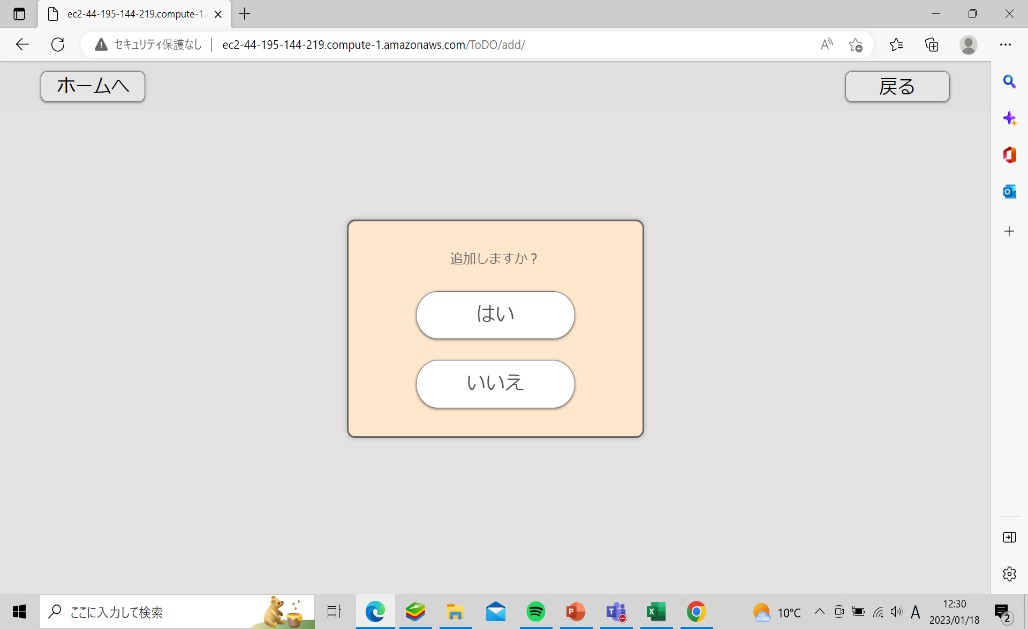 ec2-44-195-144-219.compute-1.
セキュリティ保護なし | ec2-44-195-144-219.compute-1.amazonaws.com/ToDO/add/
ホームへ
戻る
追加しますか？
はい
いいえ
ここに入力して検索
10℃
A
12:30
2023/01/18
2